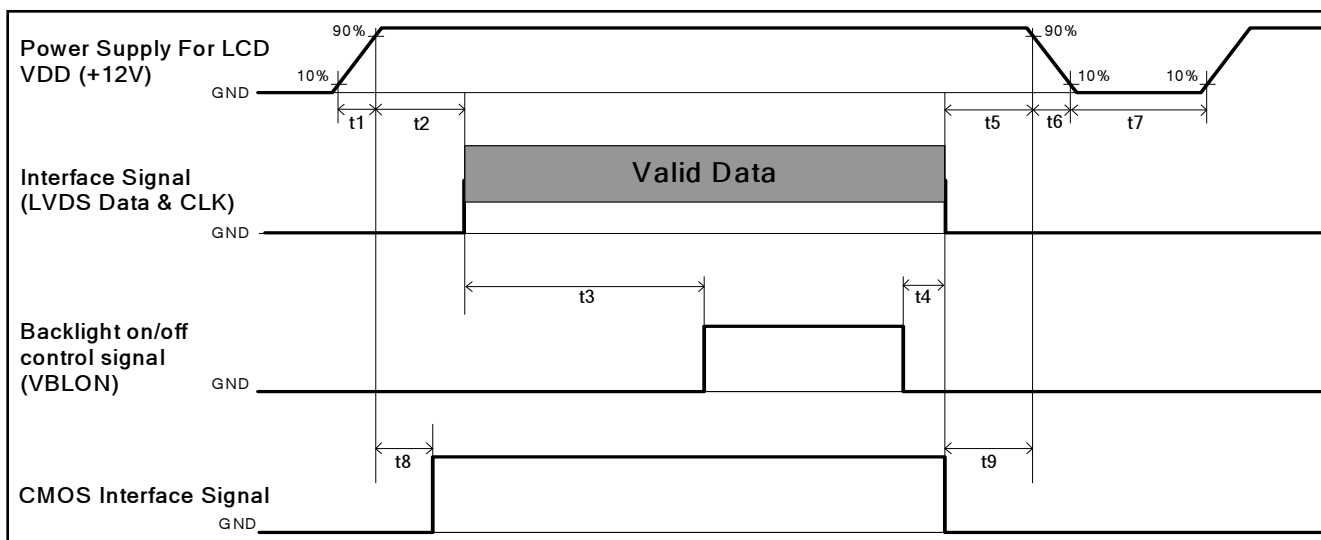 90%
90%
Power Supply For LCD
VDD (+12V)
10%
10%
10%
GND
t1
t2
t5
t6
t7
Valid Data
Interface Signal
(LVDS Data & CLK)
GND
t3
t4
Backlight on/off
control signal
(VBLON)
GND
t8
t9
CMOS Interface Signal
GND